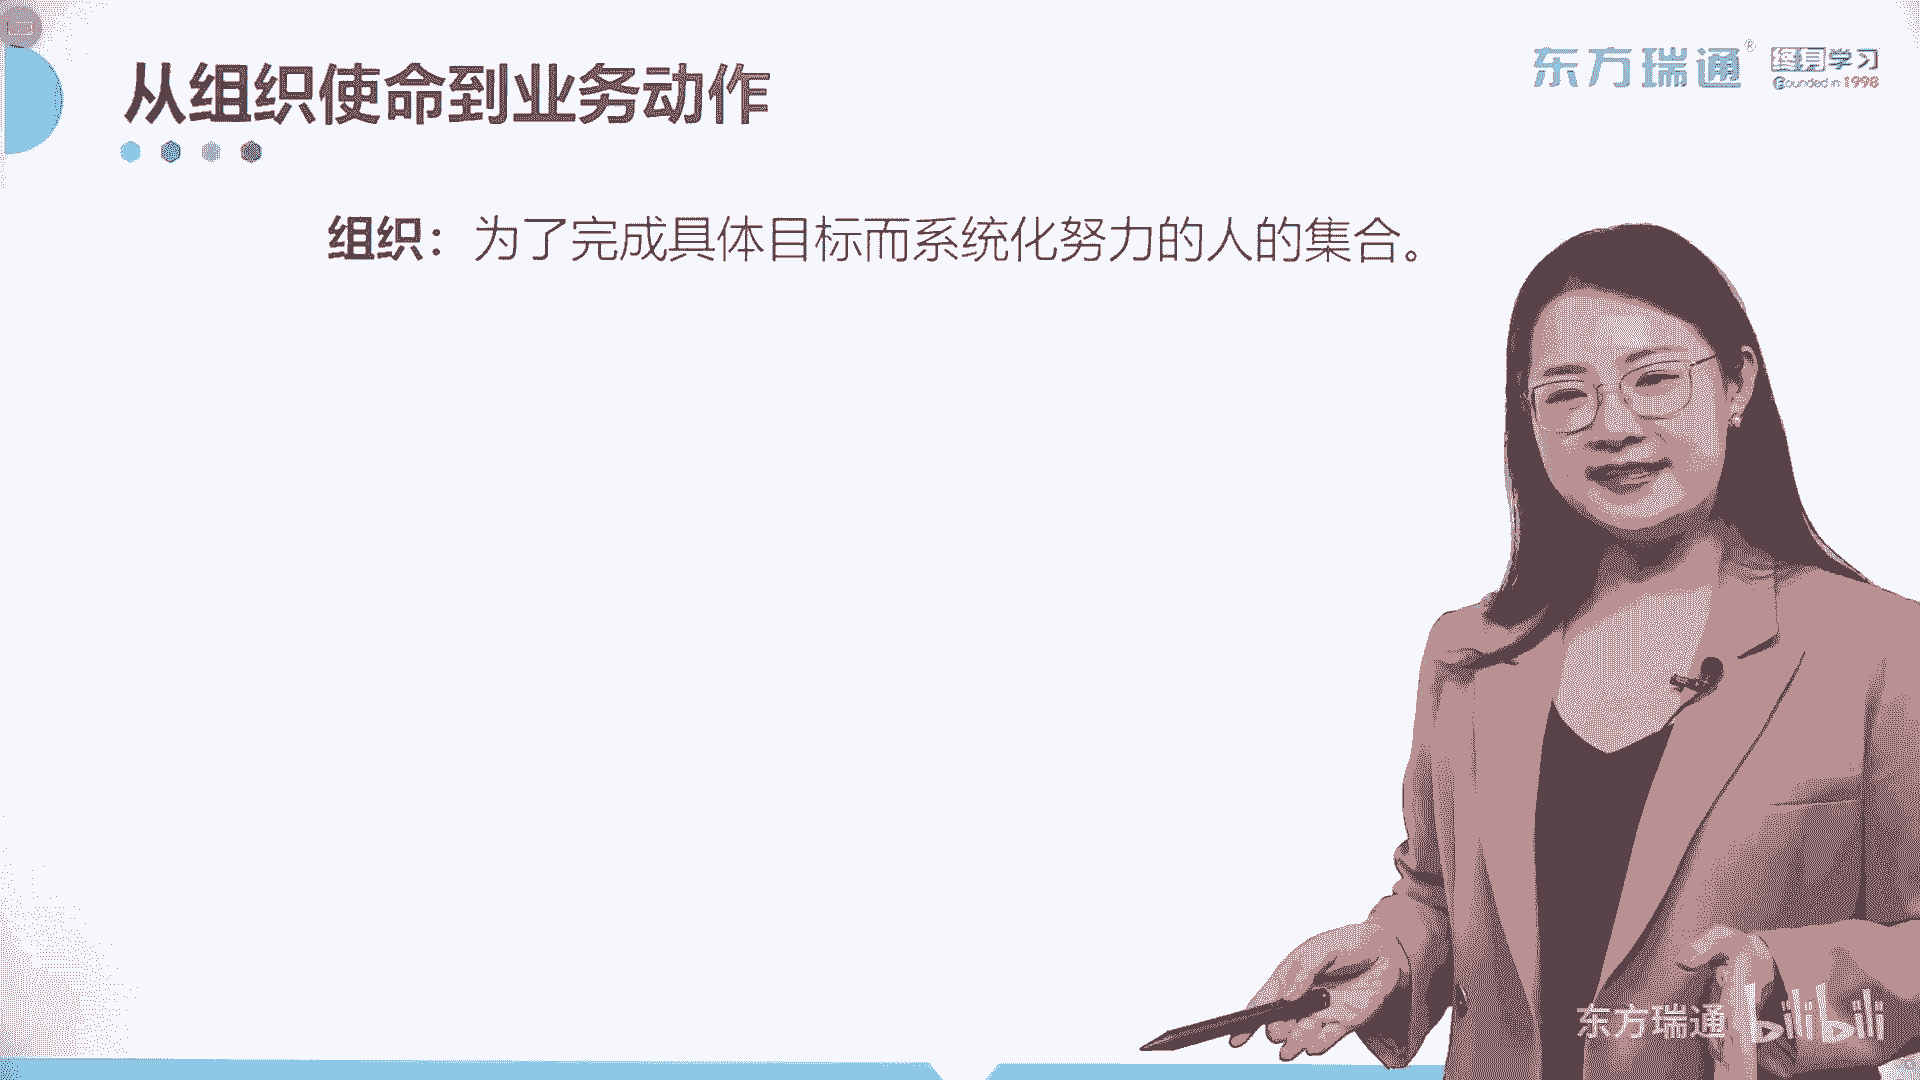 从组织使命到业务动作
东方瑞通® 终身学习
Founded in 1998
组织：为了完成具体目标而系统化努力的人的集合。
东方瑞通 bilibili